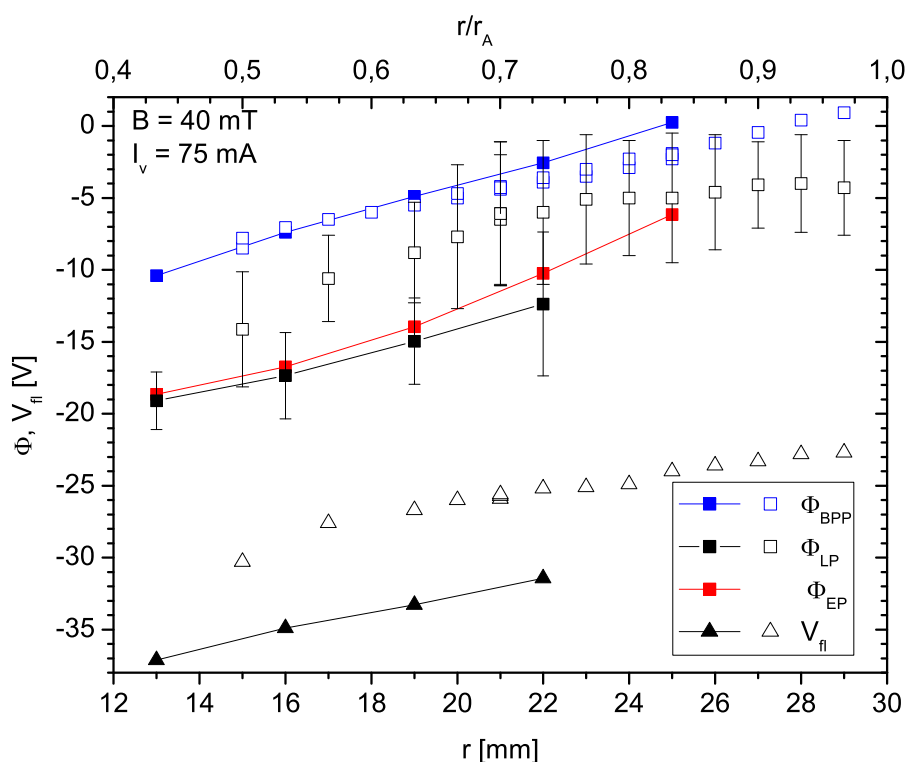 r/r_A
0,4 0,5 0,6 0,7 0,8 0,9 1,0
B = 40 mT
I_v = 75 mA
0
-5
-10
-15
-20
-25
-30
-35
Φ, V_fl [V]
Φ_BPP
Φ_LP
Φ_EP
V_fl
12 14 16 18 20 22 24 26 28 30
r [mm]